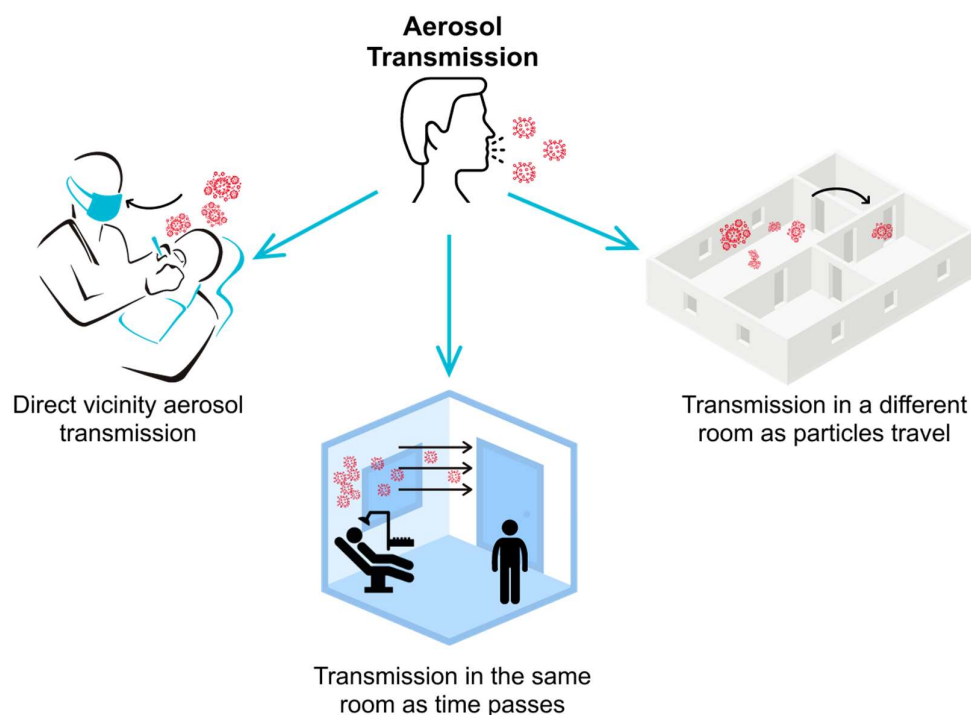 Aerosol
Transmission
Direct vicinity aerosol
transmission
Transmission in a different
room as particles travel
Transmission in the same
room as time passes